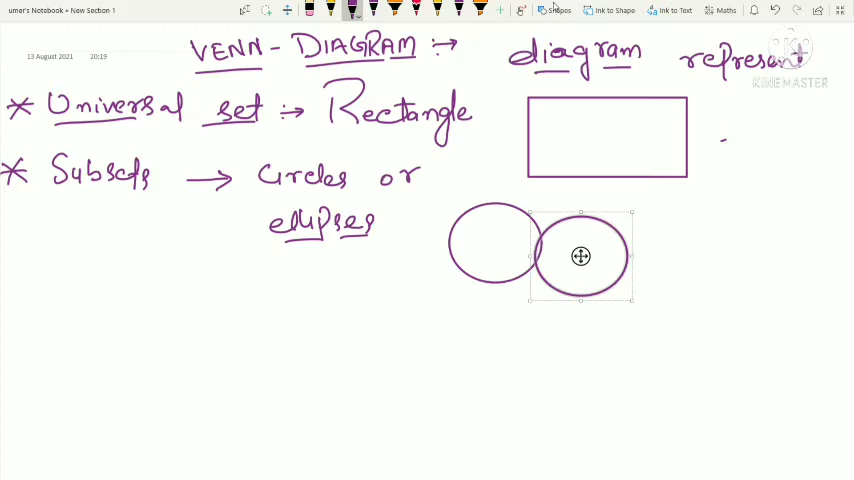 umer's Notebook » New Section 1
Shapes Ink to Shape Ink to Text Maths
13 August 2021 20:19
VENN - DIAGRAM :→ diagram represent
KINEMASTER
* Universal set :→ Rectangle
* Subsets → Circles or
ellipses